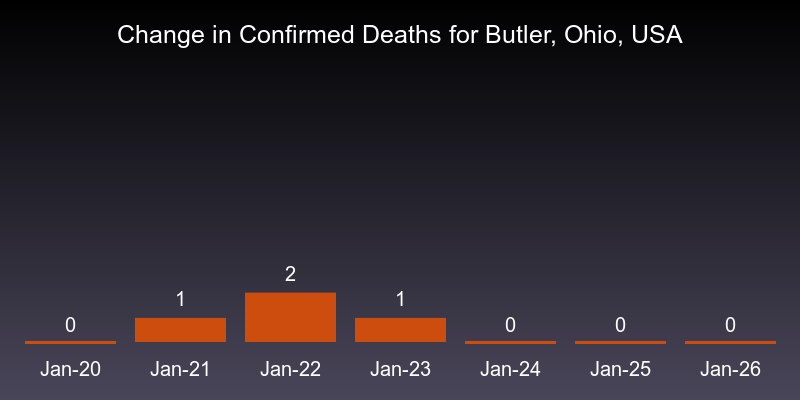 Change in Confirmed Deaths for Butler, Ohio, USA
0 1 2 1 0 0 0
Jan-20 Jan-21 Jan-22 Jan-23 Jan-24 Jan-25 Jan-26